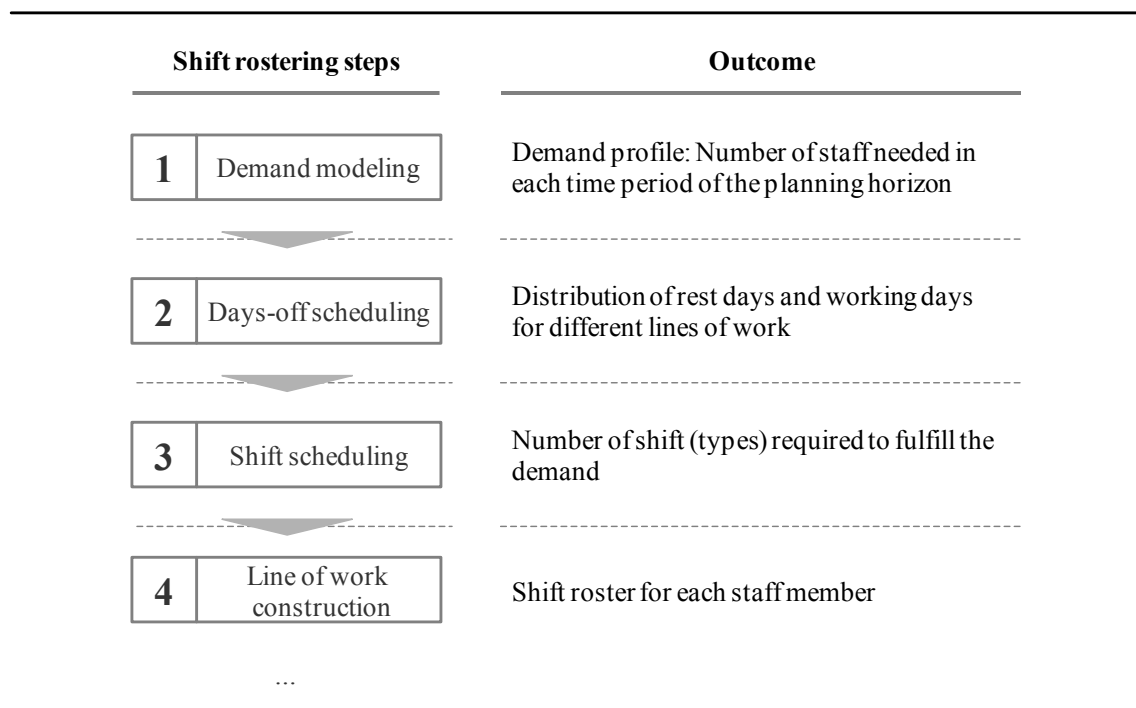 Shift rostering steps
Outcome
1
Demand modeling
Demand profile: Number of staff needed in
each time period of the planning horizon
2
Days-off scheduling
Distribution of rest days and working days
for different lines of work
3
Shift scheduling
Number of shift (types) required to fulfill the
demand
4
Line of work
construction
Shift roster for each staff member
...